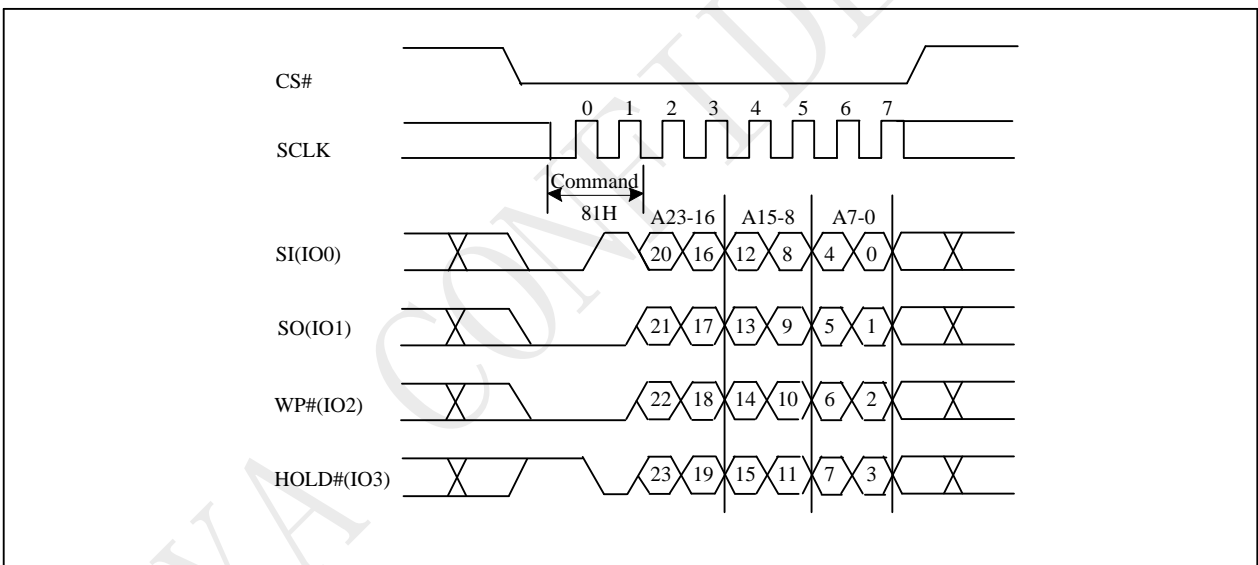 CS#
0 1 2 3 4 5 6 7
SCLK
Command
81H A23-16 A15-8 A7-0
SI(IO0) 20 16 12 8 4 0
SO(IO1) 21 17 13 9 5 1
WP#(IO2) 22 18 14 10 6 2
HOLD#(IO3) 23 19 15 11 7 3
YA CONFIDE